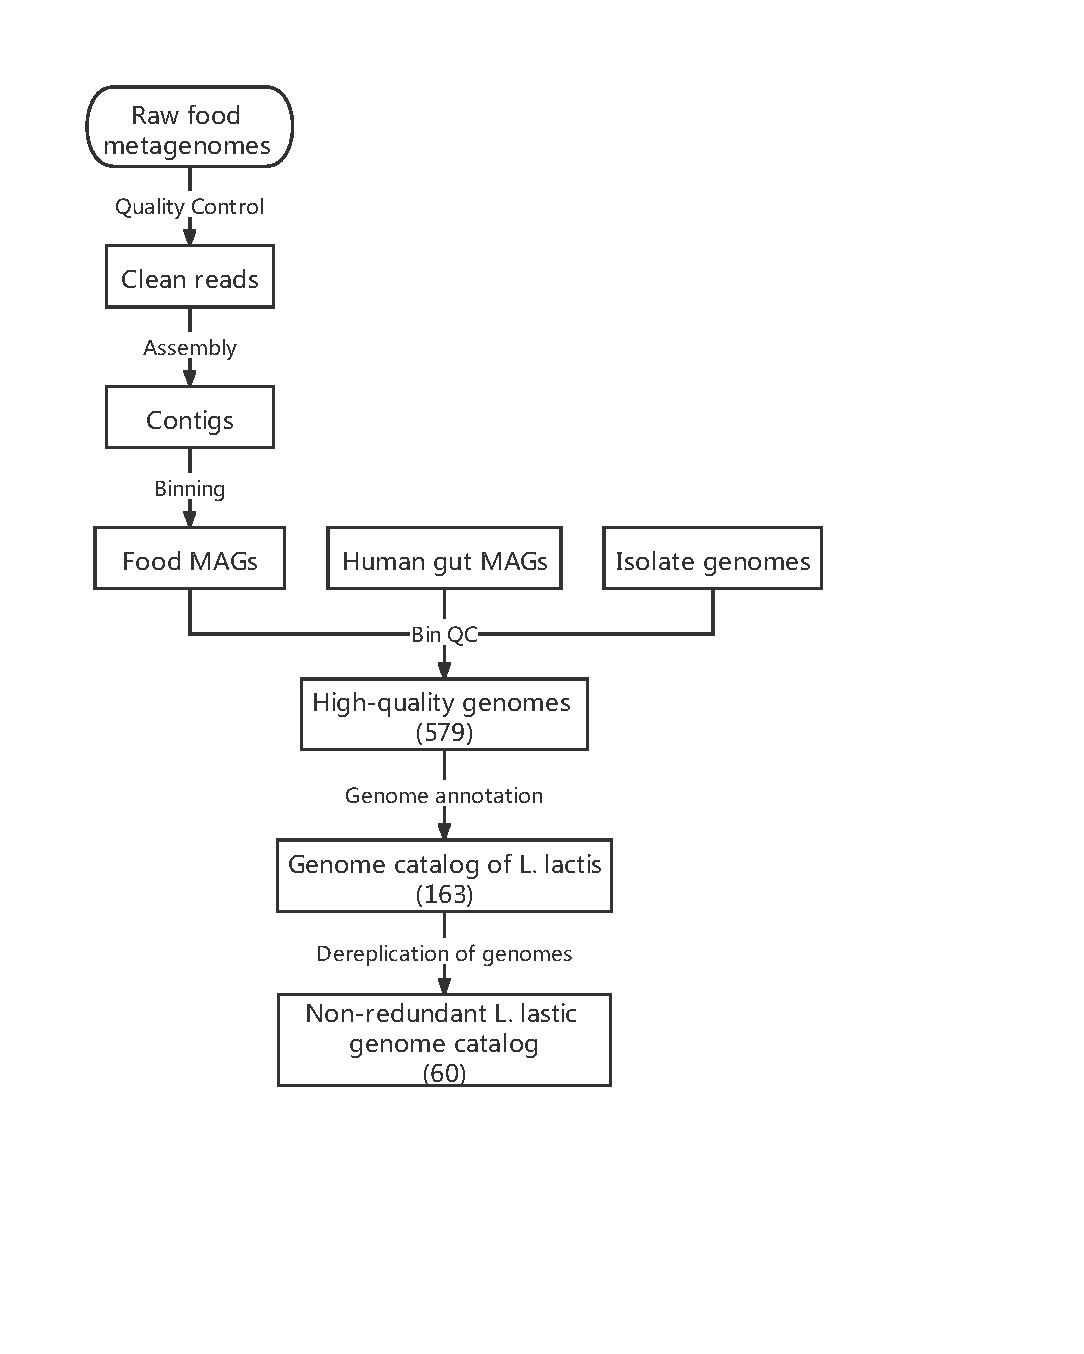 Raw food
metagenomes
Quality Control
Clean reads
Assembly
Contigs
Binning
Food MAGs
Human gut MAGs
Isolate genomes
Bin QC
High-quality genomes
(579)
Genome annotation
Genome catalog of L. lactis
(163)
Dereplication of genomes
Non-redundant L. lastic
genome catalog
(60)